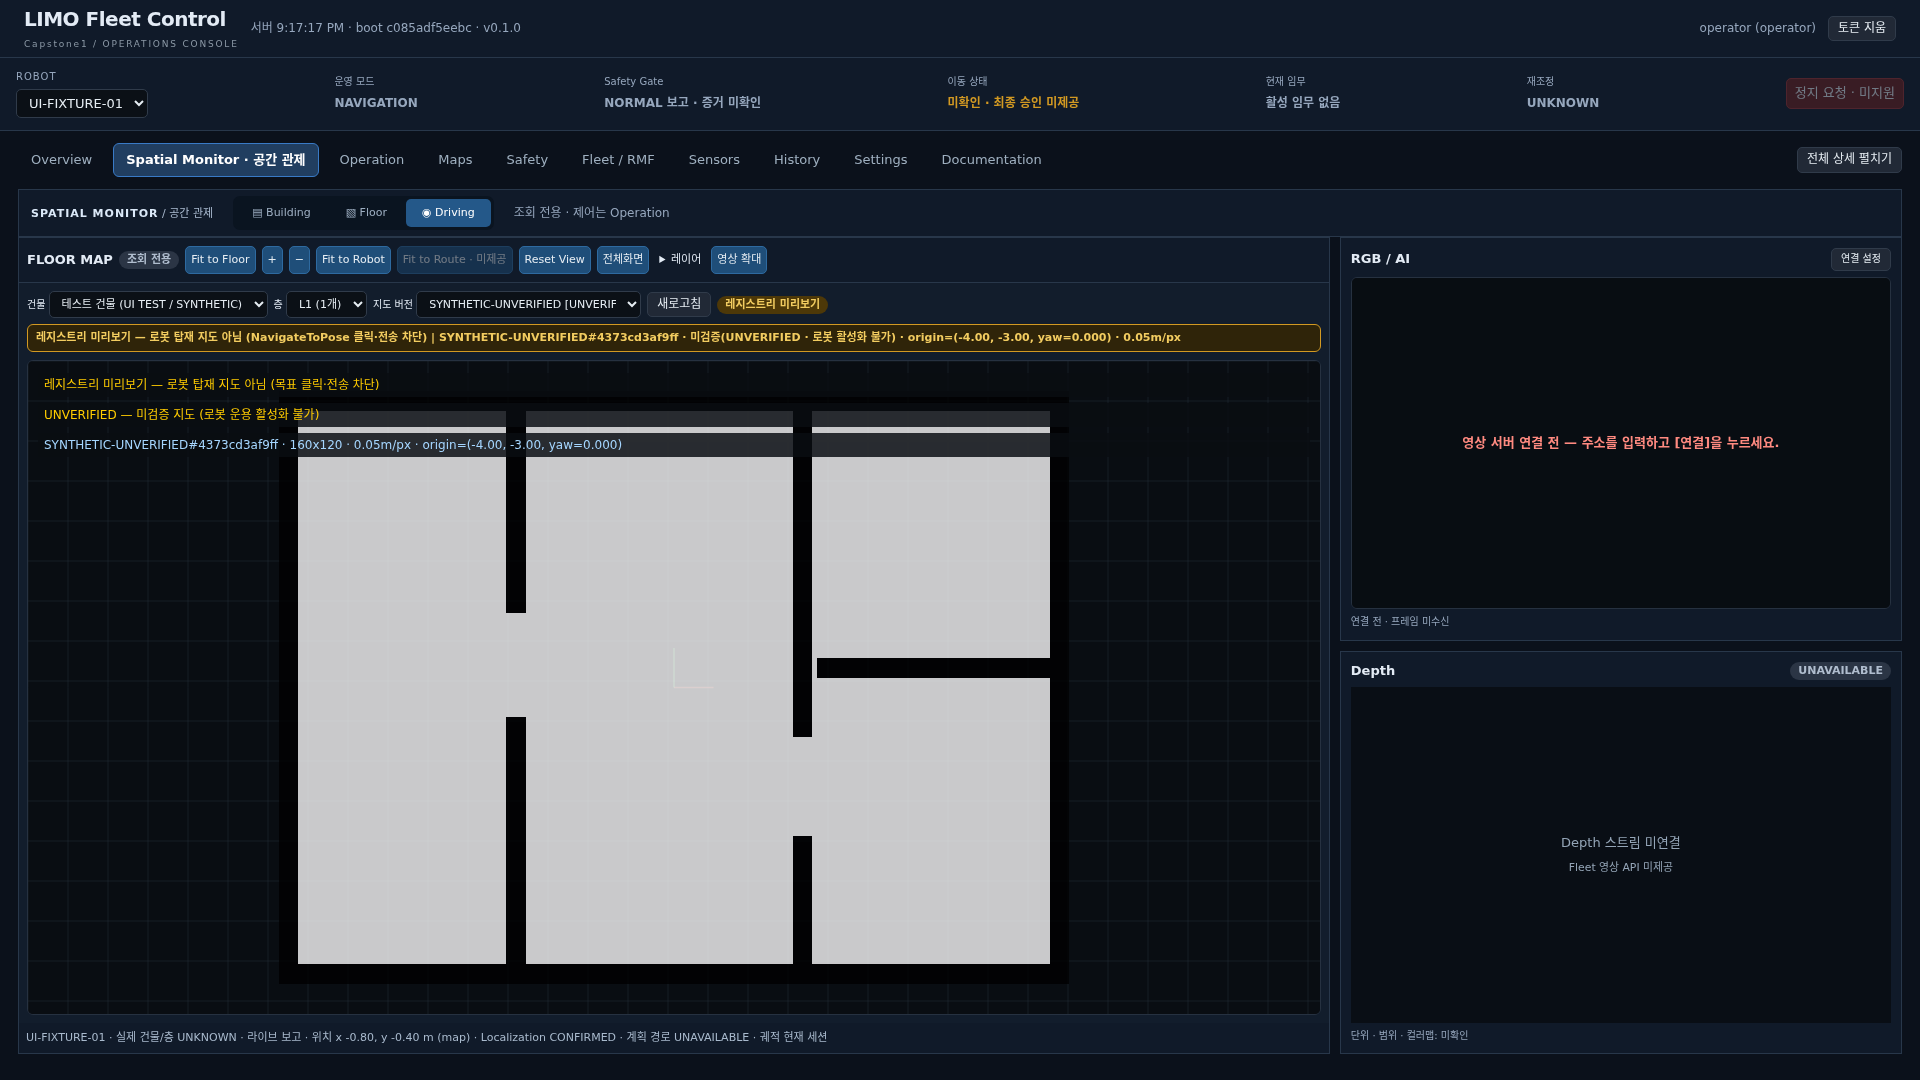 LIMO Fleet Control
서버 9:17:17 PM · boot c085adf5eebc · v0.1.0
operator (operator)
토큰 지움
Capstone1 / OPERATIONS CONSOLE
ROBOT
UI-FIXTURE-01
운영 모드
NAVIGATION
Safety Gate
NORMAL 보고 · 증거 미확인
이동 상태
미확인 · 최종 승인 미제공
현재 임무
활성 임무 없음
재조정
UNKNOWN
정지 요청 · 미지원
Overview
Spatial Monitor · 공간 관제
Operation
Maps
Safety
Fleet / RMF
Sensors
History
Settings
Documentation
전체 상세 펼치기
SPATIAL MONITOR / 공간 관제
▤ Building
▧ Floor
◉ Driving
조회 전용 · 제어는 Operation
FLOOR MAP
조회 전용
Fit to Floor
+
−
Fit to Robot
Fit to Route · 미제공
Reset View
전체화면
▶ 레이어
영상 확대
건물
테스트 건물 (UI TEST / SYNTHETIC)
층
L1 (1개)
지도 버전
SYNTHETIC-UNVERIFIED [UNVERIF
새로고침
레지스트리 미리보기
레지스트리 미리보기 — 로봇 탑재 지도 아님 (NavigateToPose 클릭·전송 차단) | SYNTHETIC-UNVERIFIED#4373cd3af9ff · 미검증(UNVERIFIED · 로봇 활성화 불가) · origin=(-4.00, -3.00, yaw=0.000) · 0.05m/px
레지스트리 미리보기 — 로봇 탑재 지도 아님 (목표 클릭·전송 차단)
UNVERIFIED — 미검증 지도 (로봇 운용 활성화 불가)
SYNTHETIC-UNVERIFIED#4373cd3af9ff · 160x120 · 0.05m/px · origin=(-4.00, -3.00, yaw=0.000)
UI-FIXTURE-01 · 실제 건물/층 UNKNOWN · 라이브 보고 · 위치 x -0.80, y -0.40 m (map) · Localization CONFIRMED · 계획 경로 UNAVAILABLE · 궤적 현재 세션
RGB / AI
연결 설정
영상 서버 연결 전 — 주소를 입력하고 [연결]을 누르세요.
연결 전 · 프레임 미수신
Depth
UNAVAILABLE
Depth 스트림 미연결
Fleet 영상 API 미제공
단위 · 범위 · 컬러맵: 미확인